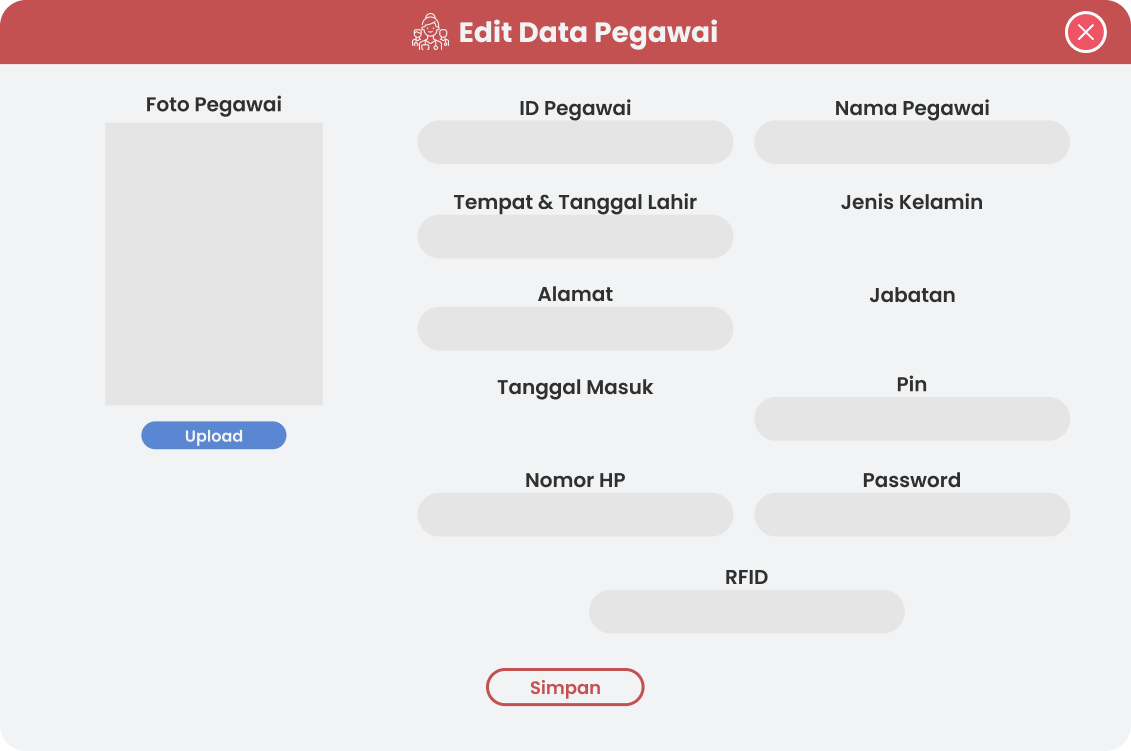 Edit Data Pegawai
Foto Pegawai
Upload
ID Pegawai
Nama Pegawai
Tempat & Tanggal Lahir
Jenis Kelamin
Alamat
Jabatan
Tanggal Masuk
Pin
Nomor HP
Password
RFID
Simpan